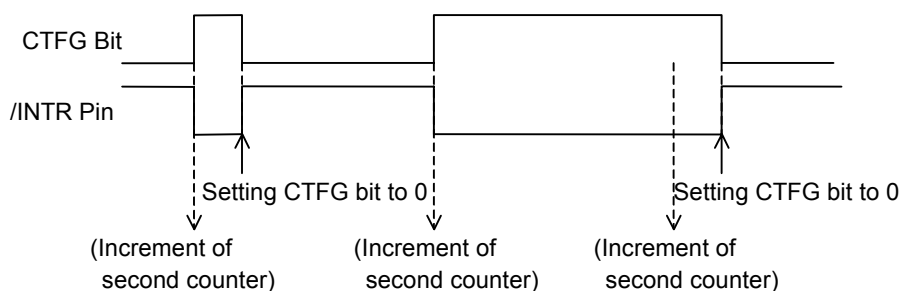 CTFG Bit
/INTR Pin
Setting CTFG bit to 0
Setting CTFG bit to 0
(Increment of
second counter)
(Increment of
second counter)
(Increment of
second counter)